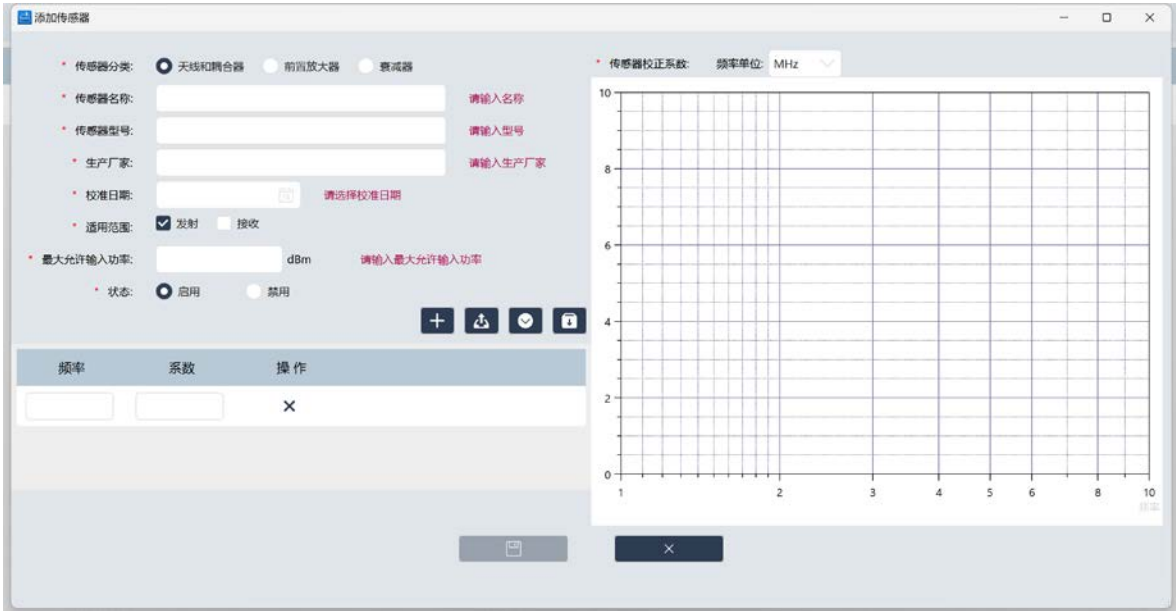 添加传感器
* 传感器分类: 天线和耦合器 前置放大器 衰减器
* 传感器名称: 请输入名称
* 传感器型号: 请输入型号
* 生产厂家: 请输入生产厂家
* 校准日期: 请选择校准日期
* 适用范围: 发射 接收
* 最大允许输入功率: dBm 请输入最大允许输入功率
* 状态: 启用 禁用
频率 系数 操作
* 传感器校正系数: 频率单位: MHz
10
8
6
4
2
0
1 2 3 4 5 6 8 10
频率